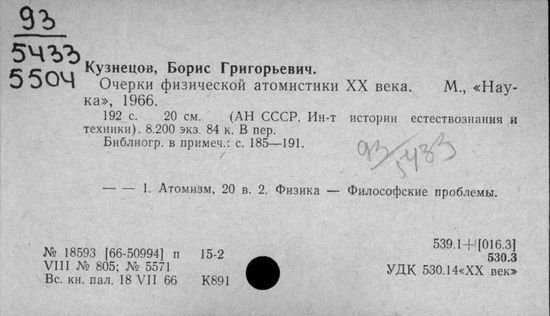 93
5433
5504
Кузнецов, Борис Григорьевич.
Очерки физической атомистики XX века. М., «Нау-
ка», 1966.
192 с. 20 см. (АН СССР. Ин-т истории естествознания и
техники). 8.200 экз. 84 к. В пер.
Библиогр. в примеч.: с. 185—191.
93/5433
— — 1. Атомизм, 20 в. 2. Физика — Философские проблемы.
539.1+[016.3]
№ 18593 [66-50994] п 15-2 530.3
VIII № 805; № 5571 УДК 530.14«XX век»
Вс. кн. пал. 18 VII 66 К891